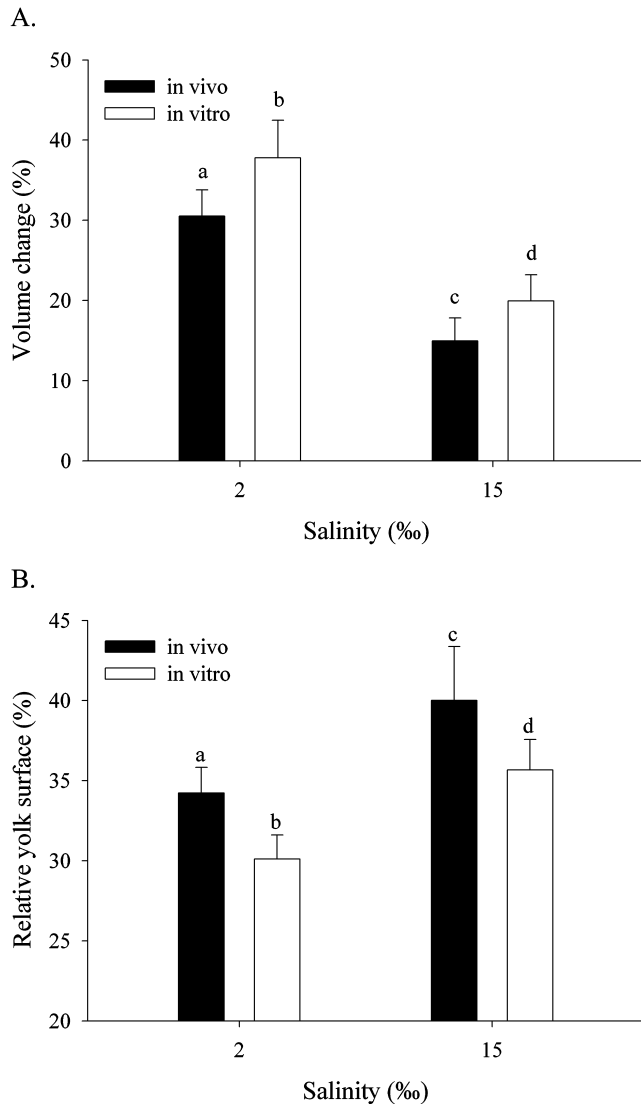 A.
50
in vivo
in vitro
b
40
a
30
d
c
20
10
0
2
15
Volume change (%)
Salinity (‰)
B.
45
in vivo
in vitro
c
40
d
a
35
b
30
25
20
2
15
Relative yolk surface (%)
Salinity (‰)